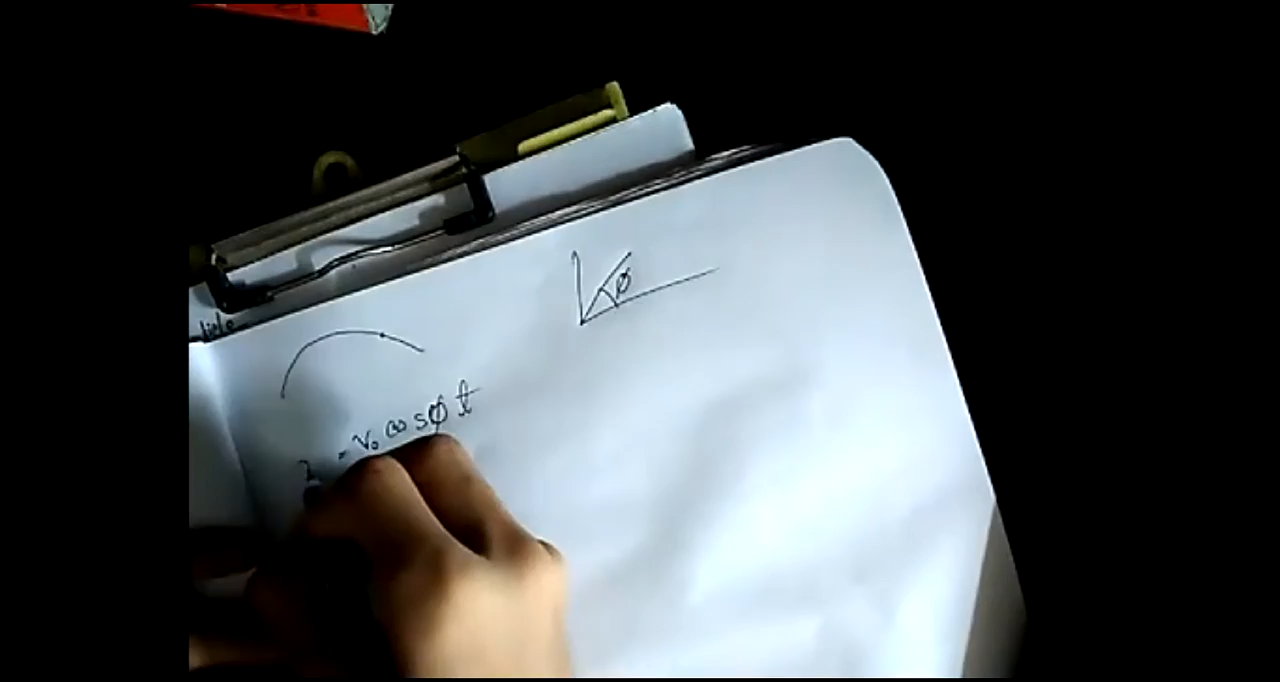 ϕ
= v₀ cos ϕ t